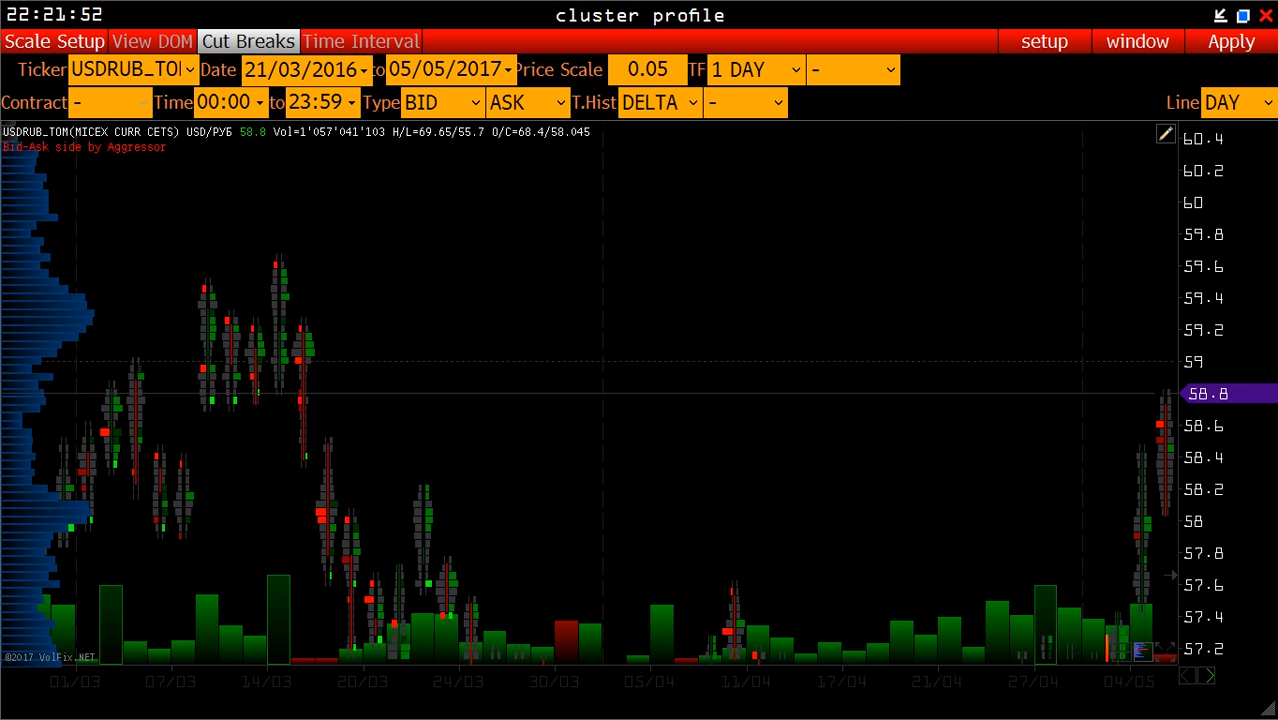 22:21:52 cluster profile
Scale Setup View DOM Cut Breaks Time Interval setup window Apply
Ticker USDRUB_TO Date 21/03/2016 to 05/05/2017 Price Scale 0.05 TF 1 DAY -
Contract - Time 00:00 to 23:59 Type BID ASK T.Hist DELTA - Line DAY
USDRUB_TOM(MICEX CURR CETS) USD/РУБ 58.8 Vol=1'057'041'103 H/L=69.65/55.7 O/C=68.4/58.045
Bid-Ask side by Aggressor
60.4
60.2
60
59.8
59.6
59.4
59.2
59
58.8
58.6
58.4
58.2
58
57.8
57.6
57.4
57.2
©2017 VolFix.NET
01/03 07/03 14/03 20/03 24/03 30/03 05/04 11/04 17/04 21/04 27/04 04/05